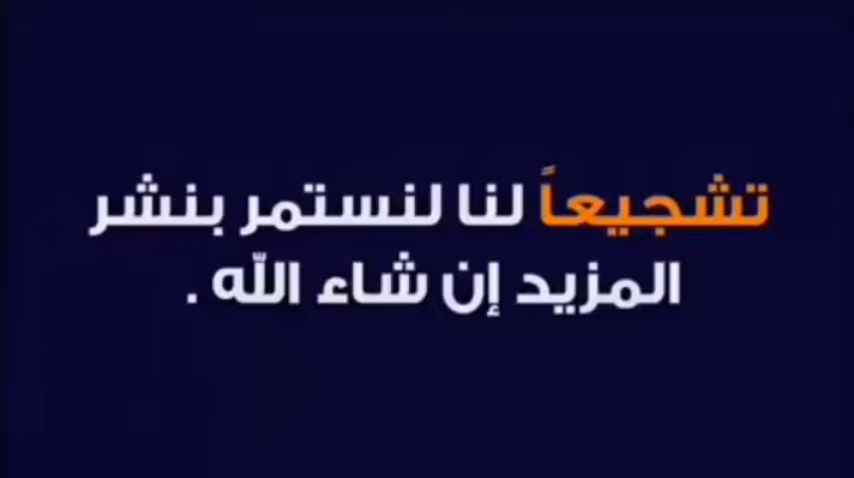 تشجيعاً لنا لنستمر بنشر
المزيد إن شاء الله .